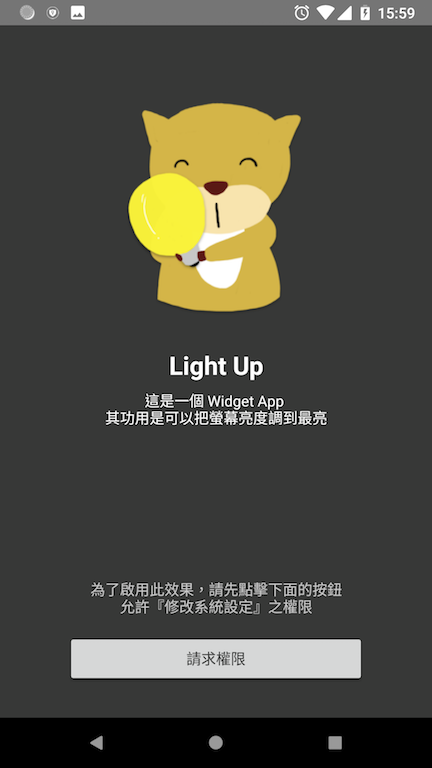 15:59
Light Up
這是一個 Widget App
其功用是可以把螢幕亮度調到最亮
為了啟用此效果，請先點擊下面的按鈕
允許『修改系統設定』之權限
請求權限